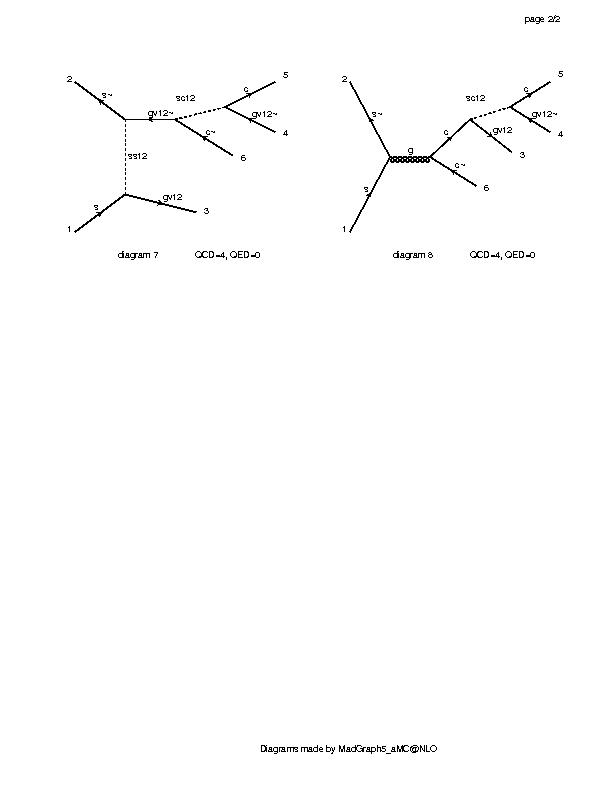 page 2/2
2
s~
gv12~
sc12
c
5
gv12~
4
c~
6
ss12
s
gv12
1
3
diagram 7 QCD=4, QED=0
2
s~
g
c
sc12
c
5
gv12~
4
gv12
3
c~
6
s
1
diagram 8 QCD=4, QED=0
Diagrams made by MadGraph5_aMC@NLO